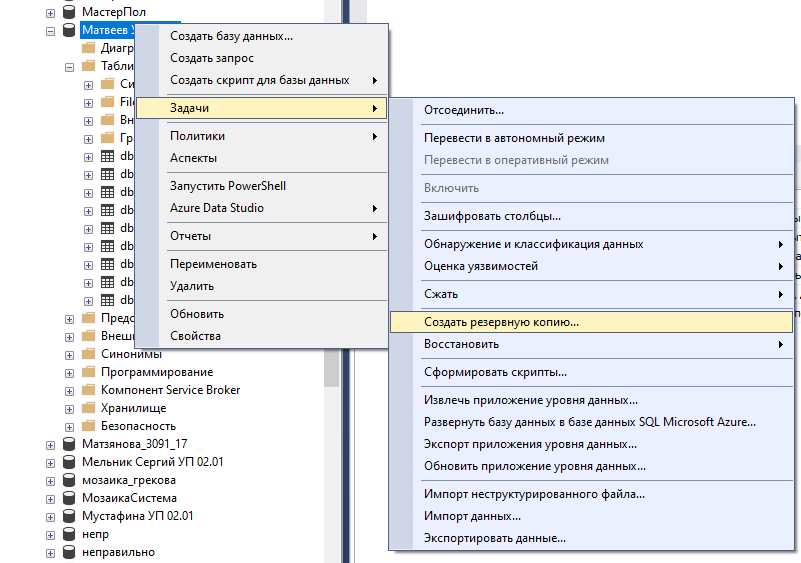 МастерПол
Матвеев У
Диагр
Табли
Си
File
Вн
Гр
db
db
db
db
db
db
db
db
db
Предс
Внеш
Синонимы
Программирование
Компонент Service Broker
Хранилище
Безопасность
Матзянова_3091_17
Мельник Сергий УП 02.01
мозаика_грекова
МозаикаСистема
Мустафина УП 02.01
непр
неправильно
Создать базу данных...
Создать запрос
Создать скрипт для базы данных
Задачи
Политики
Аспекты
Запустить PowerShell
Azure Data Studio
Отчеты
Переименовать
Удалить
Обновить
Свойства
Отсоединить...
Перевести в автономный режим
Перевести в оперативный режим
Включить
Зашифровать столбцы...
Обнаружение и классификация данных
Оценка уязвимостей
Сжать
Создать резервную копию...
Восстановить
Сформировать скрипты...
Извлечь приложение уровня данных...
Развернуть базу данных в базе данных SQL Microsoft Azure...
Экспорт приложения уровня данных...
Обновить приложение уровня данных...
Импорт неструктурированного файла...
Импорт данных...
Экспортировать данные...